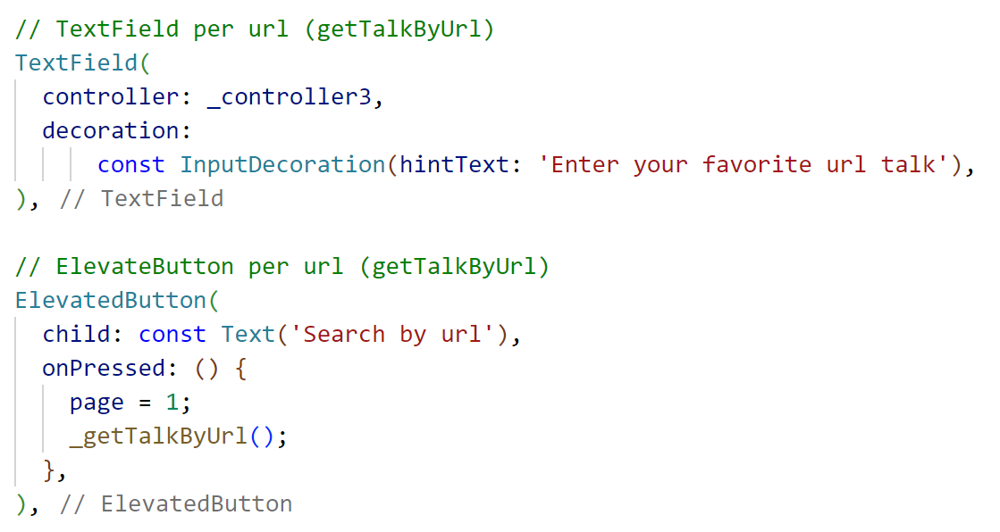 // TextField per url (getTalkByUrl)
TextField(
  controller: _controller3,
  decoration:
      const InputDecoration(hintText: 'Enter your favorite url talk'),
), // TextField

// ElevateButton per url (getTalkByUrl)
ElevatedButton(
  child: const Text('Search by url'),
  onPressed: () {
    page = 1;
    _getTalkByUrl();
  },
), // ElevatedButton